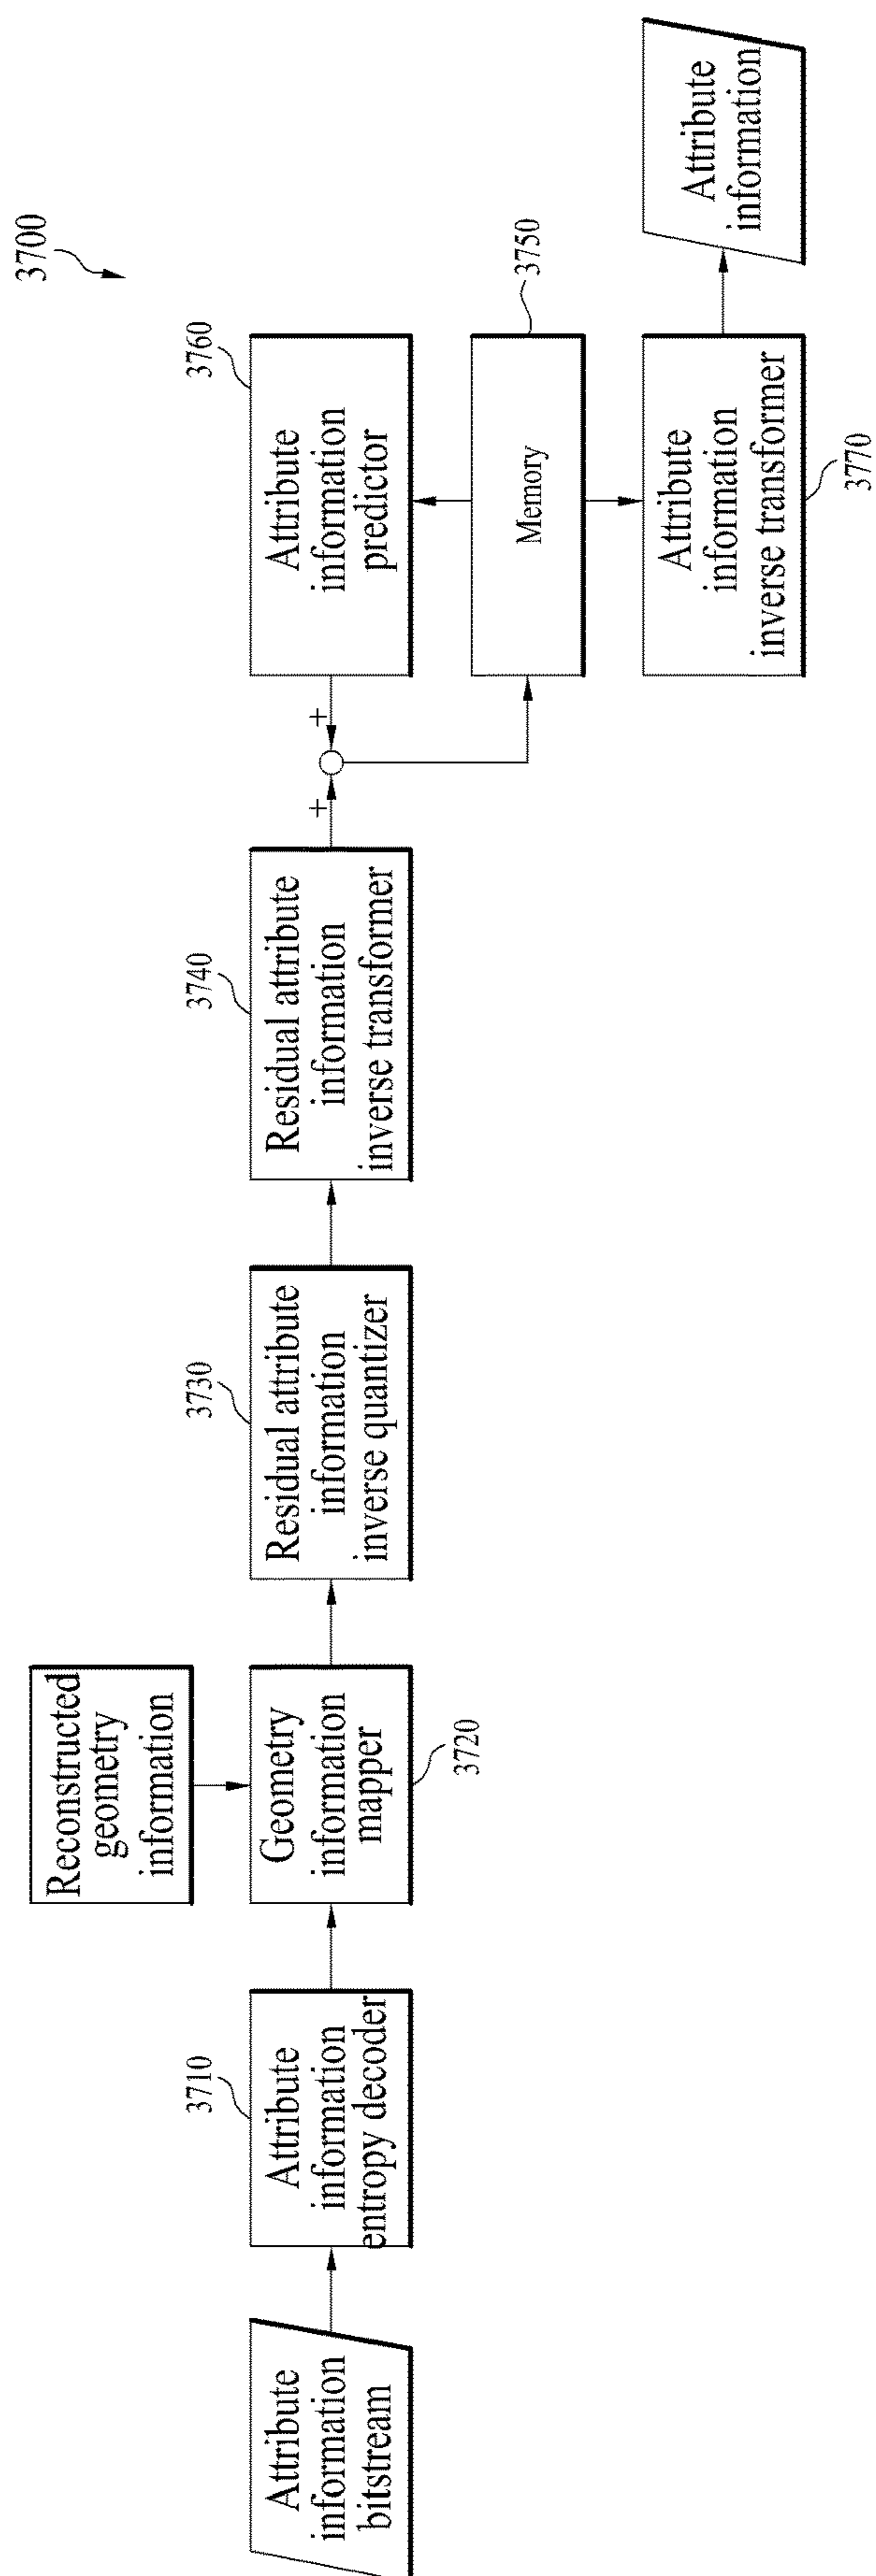 3700
Attribute
information
bitstream
3710
Attribute
information
entropy decoder
Reconstructed
geometry
information
Geometry
information
mapper
3720
3730
Residual attribute
information
inverse quantizer
3740
Residual attribute
information
inverse transformer
+
+
3760
Attribute
information
predictor
Memory
3750
Attribute
information
inverse transformer
3770
Attribute
information